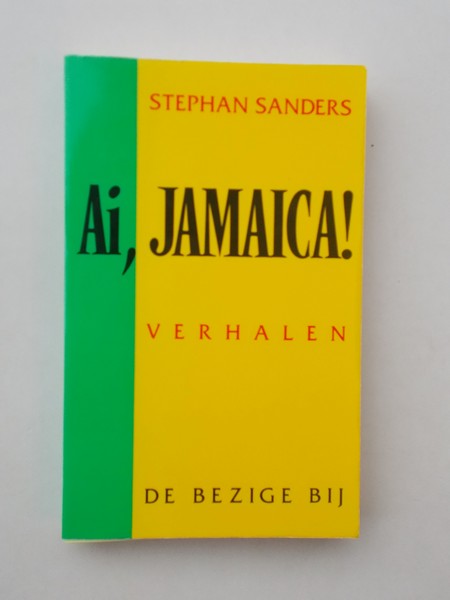 STEPHAN SANDERS
Ai, JAMAICA!
VERHALEN
DE BEZIGE BIJ